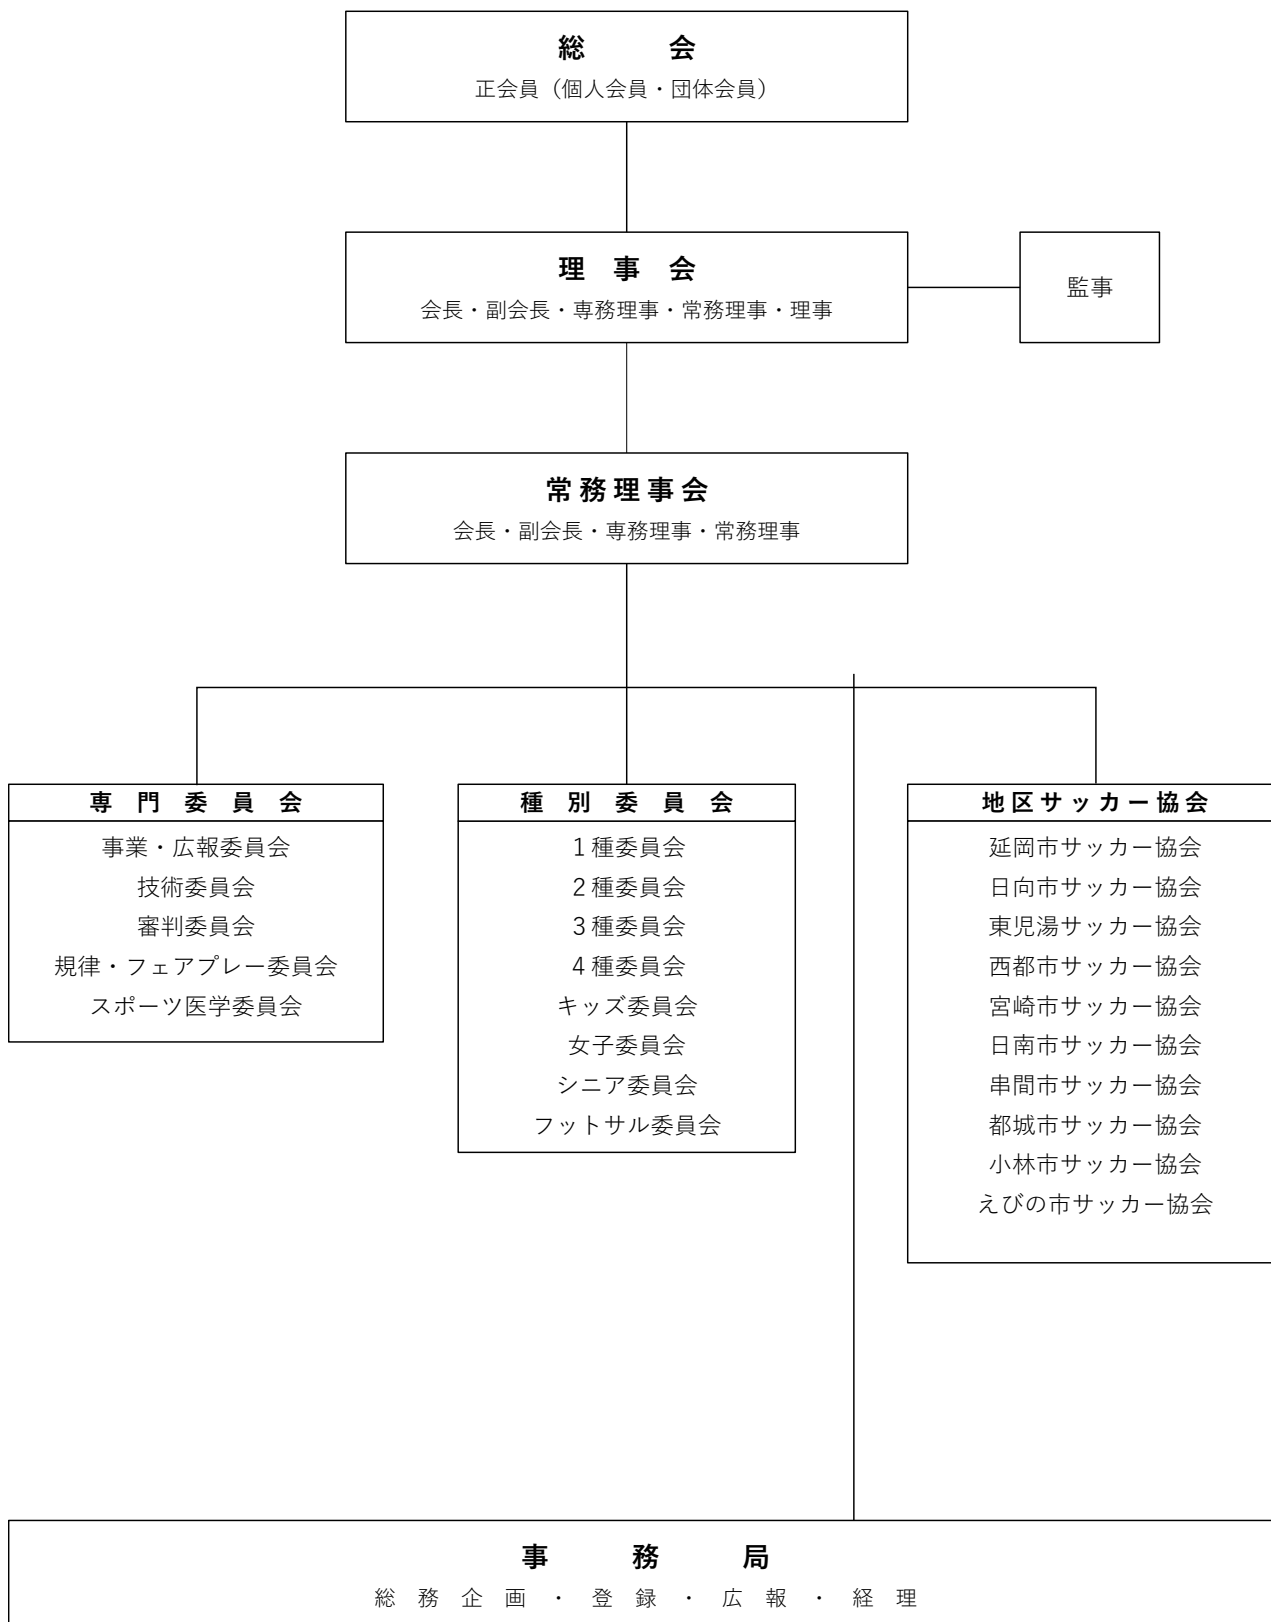 総会
正会員（個人会員・団体会員）
理事会
会長・副会長・専務理事・常務理事・理事
監事
常務理事会
会長・副会長・専務理事・常務理事
専門委員会
事業・広報委員会
技術委員会
審判委員会
規律・フェアプレー委員会
スポーツ医学委員会
種別委員会
1種委員会
2種委員会
3種委員会
4種委員会
キッズ委員会
女子委員会
シニア委員会
フットサル委員会
地区サッカー協会
延岡市サッカー協会
日向市サッカー協会
東児湯サッカー協会
西都市サッカー協会
宮崎市サッカー協会
日南市サッカー協会
串間市サッカー協会
都城市サッカー協会
小林市サッカー協会
えびの市サッカー協会
事務局
総務企画・登録・広報・経理